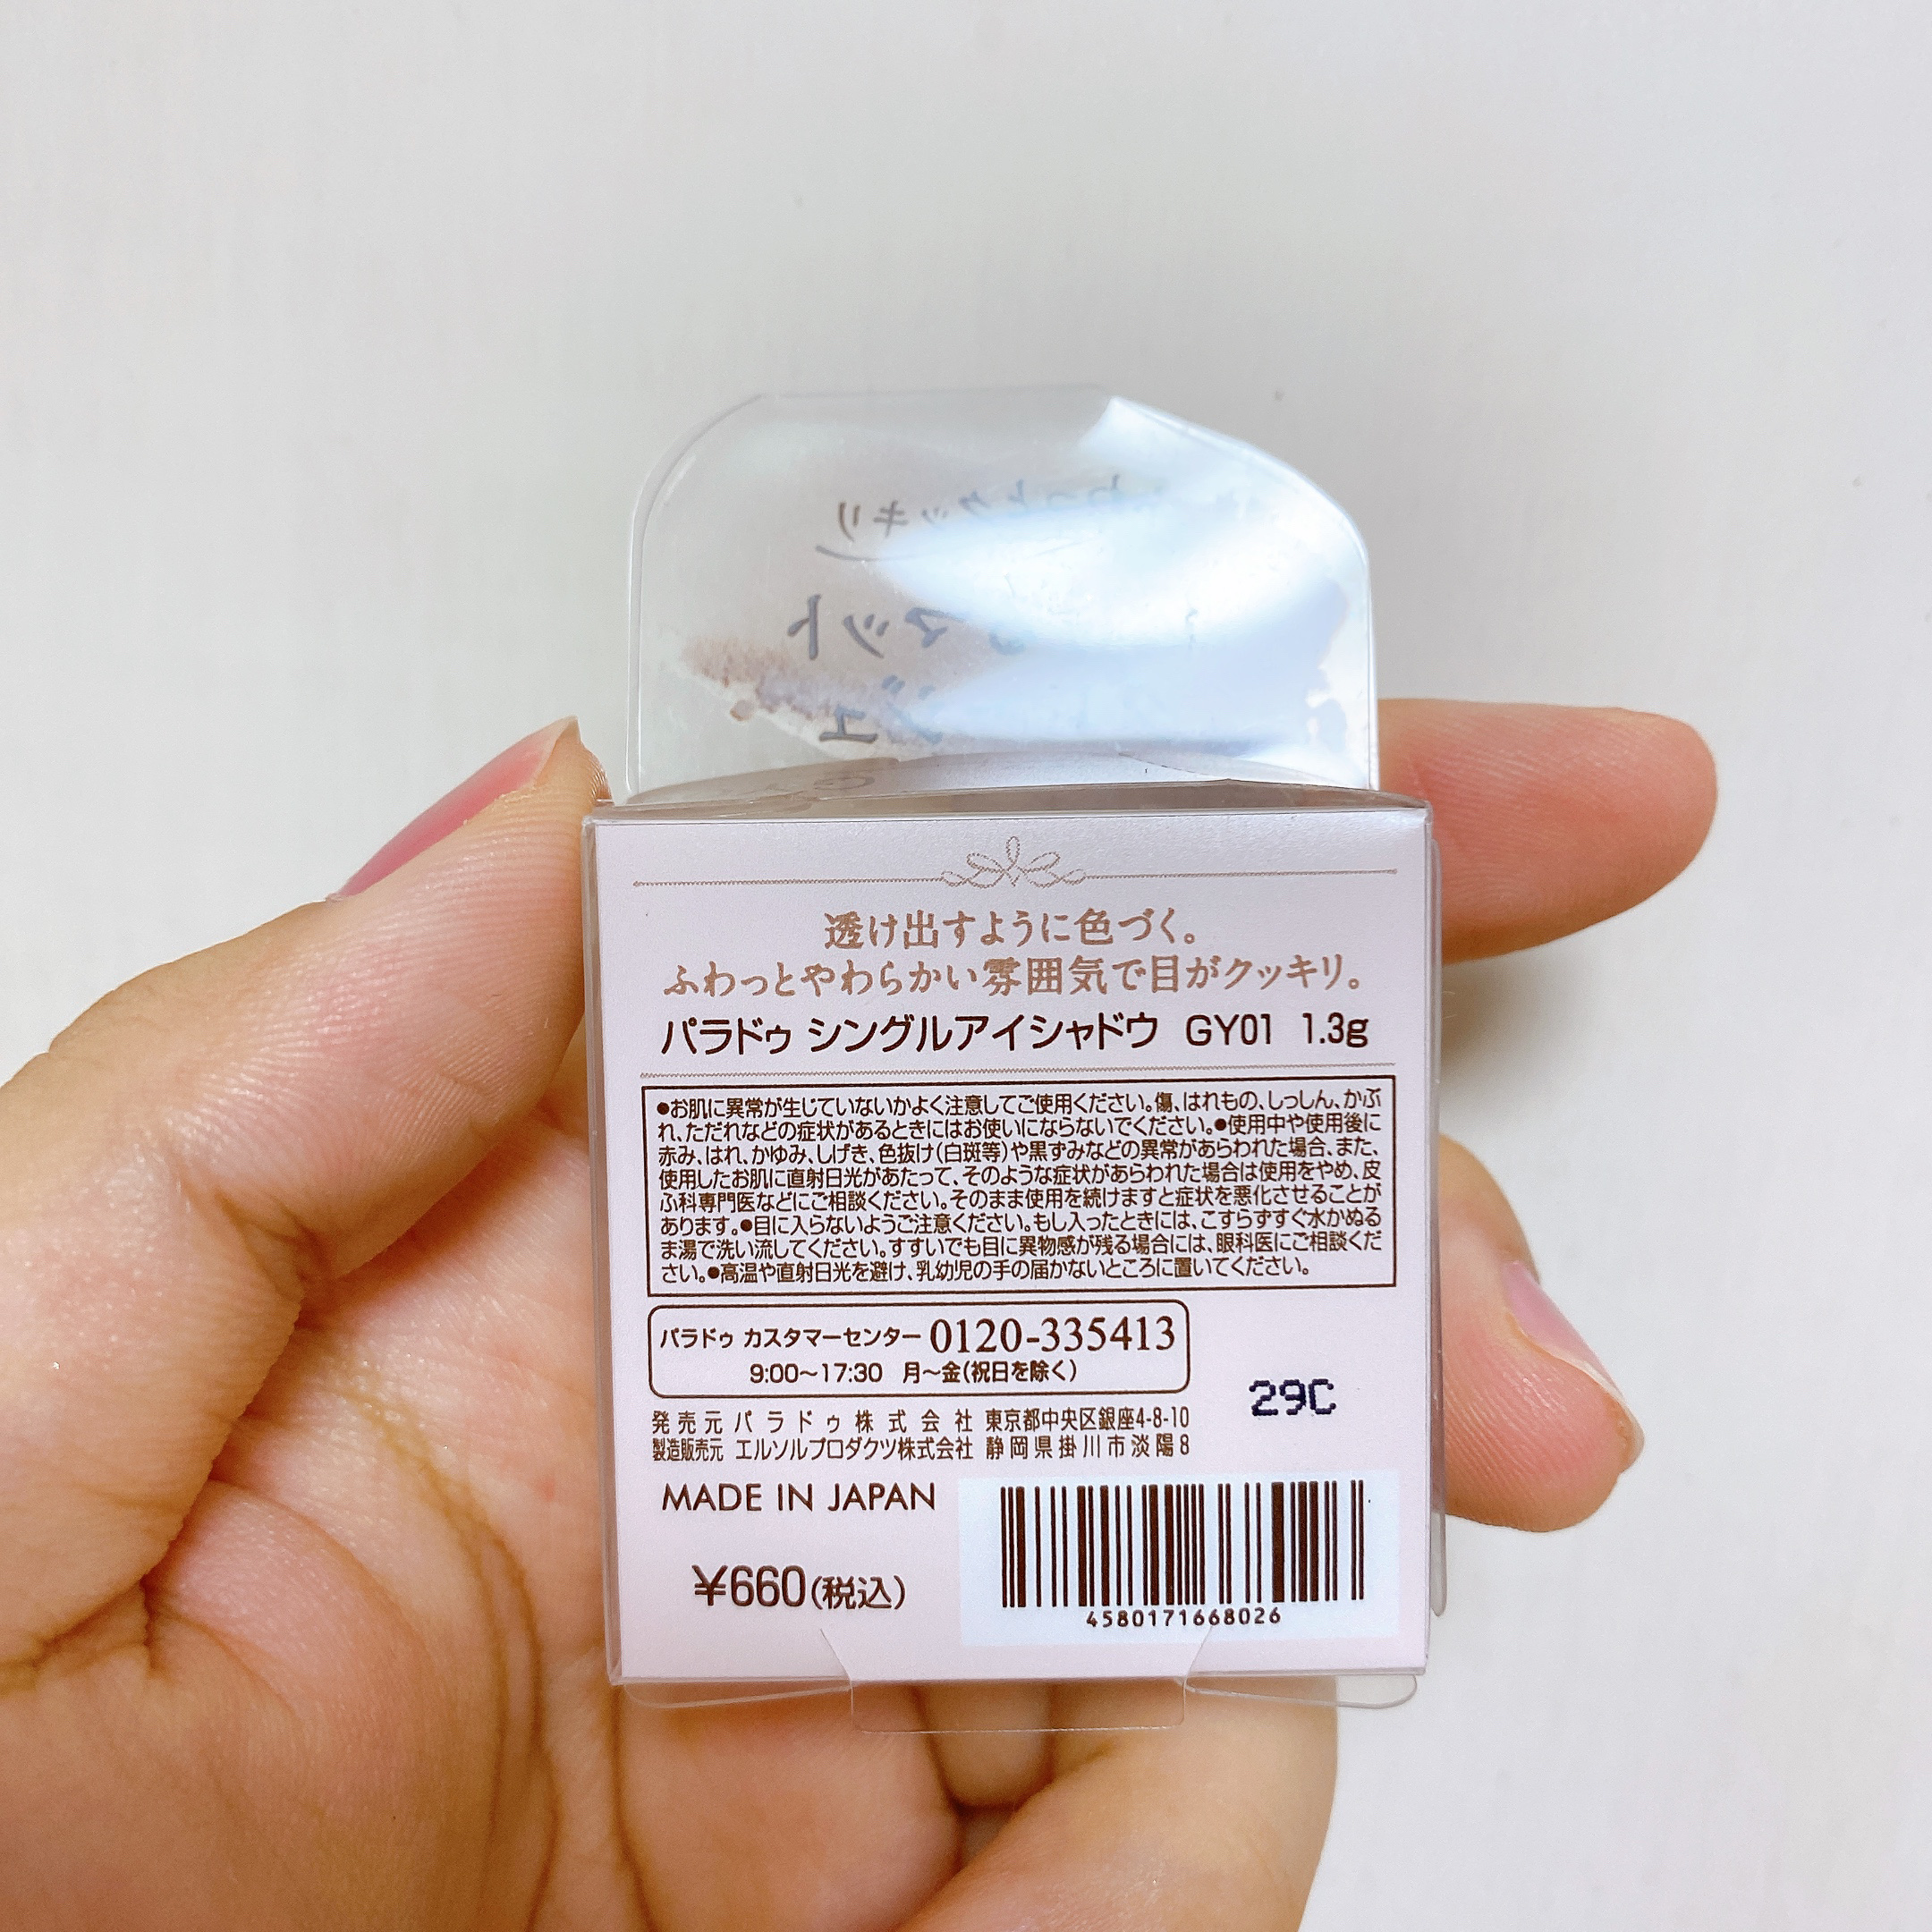 クッキリ
マット
透け出すように色づく。
ふわっとやわらかい雰囲気で目がクッキリ。
パラドゥ シングルアイシャドウ GY01 1.3g
●お肌に異常が生じていないかよく注意してご使用ください。傷、はれもの、しっしん、かぶ
れ、ただれなどの症状があるときにはお使いにならないでください。●使用中や使用後に
赤み、はれ、かゆみ、しげき、色抜け(白斑等)や黒ずみなどの異常があらわれた場合、また、
使用したお肌に直射日光があたって、そのような症状があらわれた場合は使用をやめ、皮
ふ科専門医などにご相談ください。そのまま使用を続けますと症状を悪化させることが
あります。●目に入らないようご注意ください。もし入ったときには、こすらずすぐ水かぬる
ま湯で洗い流してください。すすいでも目に異物感が残る場合には、眼科医にご相談くだ
さい。●高温や直射日光を避け、乳幼児の手の届かないところに置いてください。
パラドゥ カスタマーセンター 0120-335413
9:00〜17:30 月〜金(祝日を除く)
29C
発売元 パラドゥ株式会社 東京都中央区銀座4-8-10
製造販売元 エルソルプロダクツ株式会社 静岡県掛川市淡陽8
MADE IN JAPAN
¥660(税込)
4580171668026